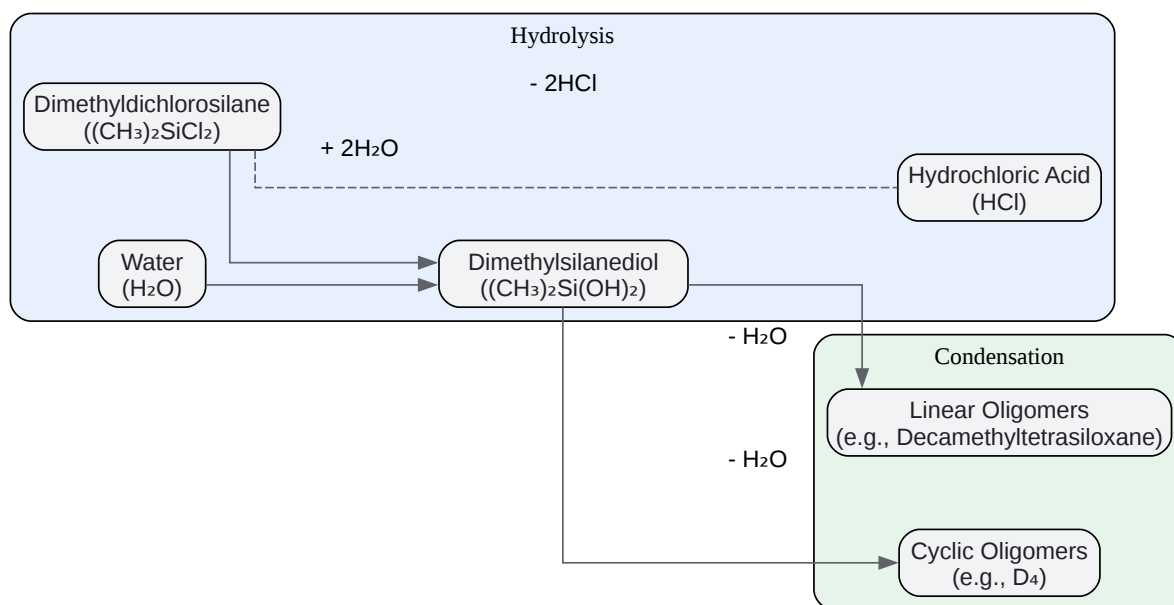 Hydrolysis
- 2HCl
Dimethyldichlorosilane
((CH₃)₂SiCl₂)
+ 2H₂O
Hydrochloric Acid
(HCl)
Water
(H₂O)
Dimethylsilanediol
((CH₃)₂Si(OH)₂)
- H₂O
Condensation
Linear Oligomers
(e.g., Decamethyltetrasiloxane)
- H₂O
Cyclic Oligomers
(e.g., D₄)